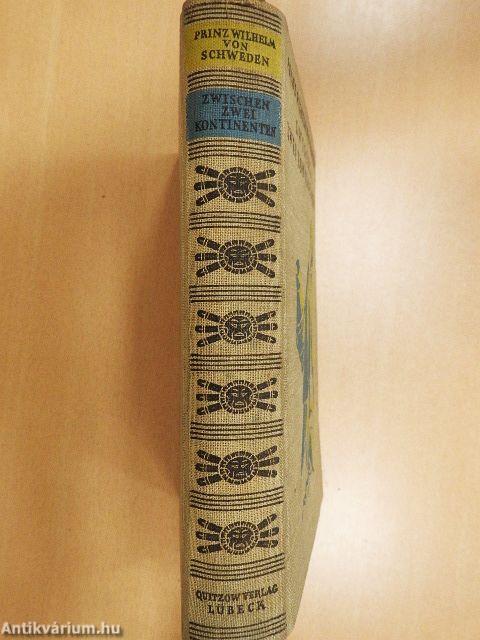 PRINZ WILHELM
VON
SCHWEDEN
ZWISCHEN
ZWEI
KONTINENTEN
QUITZOW VERLAG
LÜBECK
Antikvárium.hu